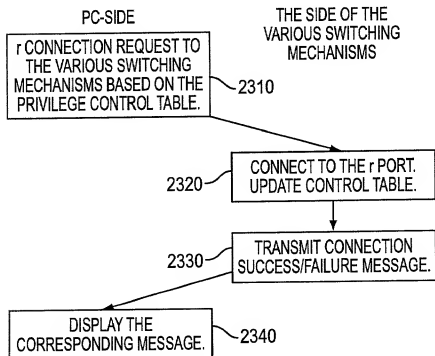 PC-SIDE
THE SIDE OF THE
VARIOUS SWITCHING
MECHANISMS
r CONNECTION REQUEST TO
THE VARIOUS SWITCHING
MECHANISMS BASED ON THE
PRIVILEGE CONTROL TABLE.
2310
CONNECT TO THE r PORT.
UPDATE CONTROL TABLE.
2320
TRANSMIT CONNECTION
SUCCESS/FAILURE MESSAGE.
2330
DISPLAY THE
CORRESPONDING MESSAGE.
2340